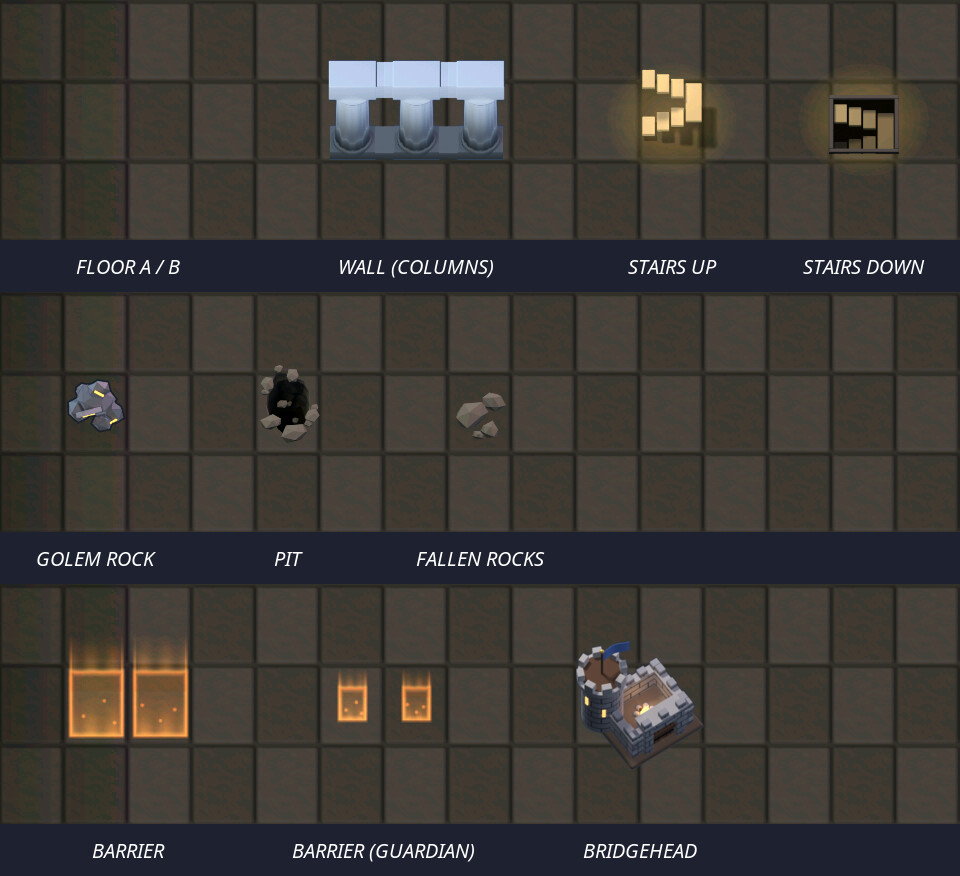 FLOOR A / B
WALL (COLUMNS)
STAIRS UP
STAIRS DOWN
GOLEM ROCK
PIT
FALLEN ROCKS
BARRIER
BARRIER (GUARDIAN)
BRIDGEHEAD